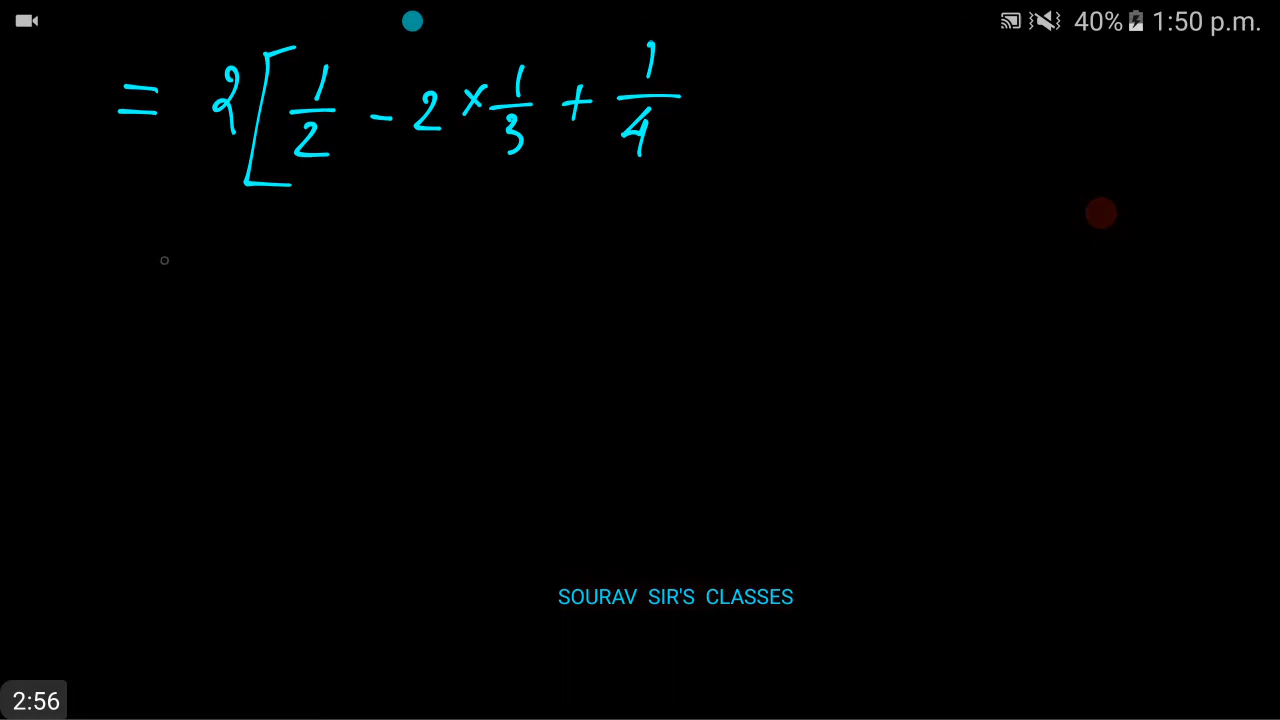 40% 1:50 p.m.
= 2[1/2 - 2 × 1/3 + 1/4
SOURAV SIR'S CLASSES
2:56